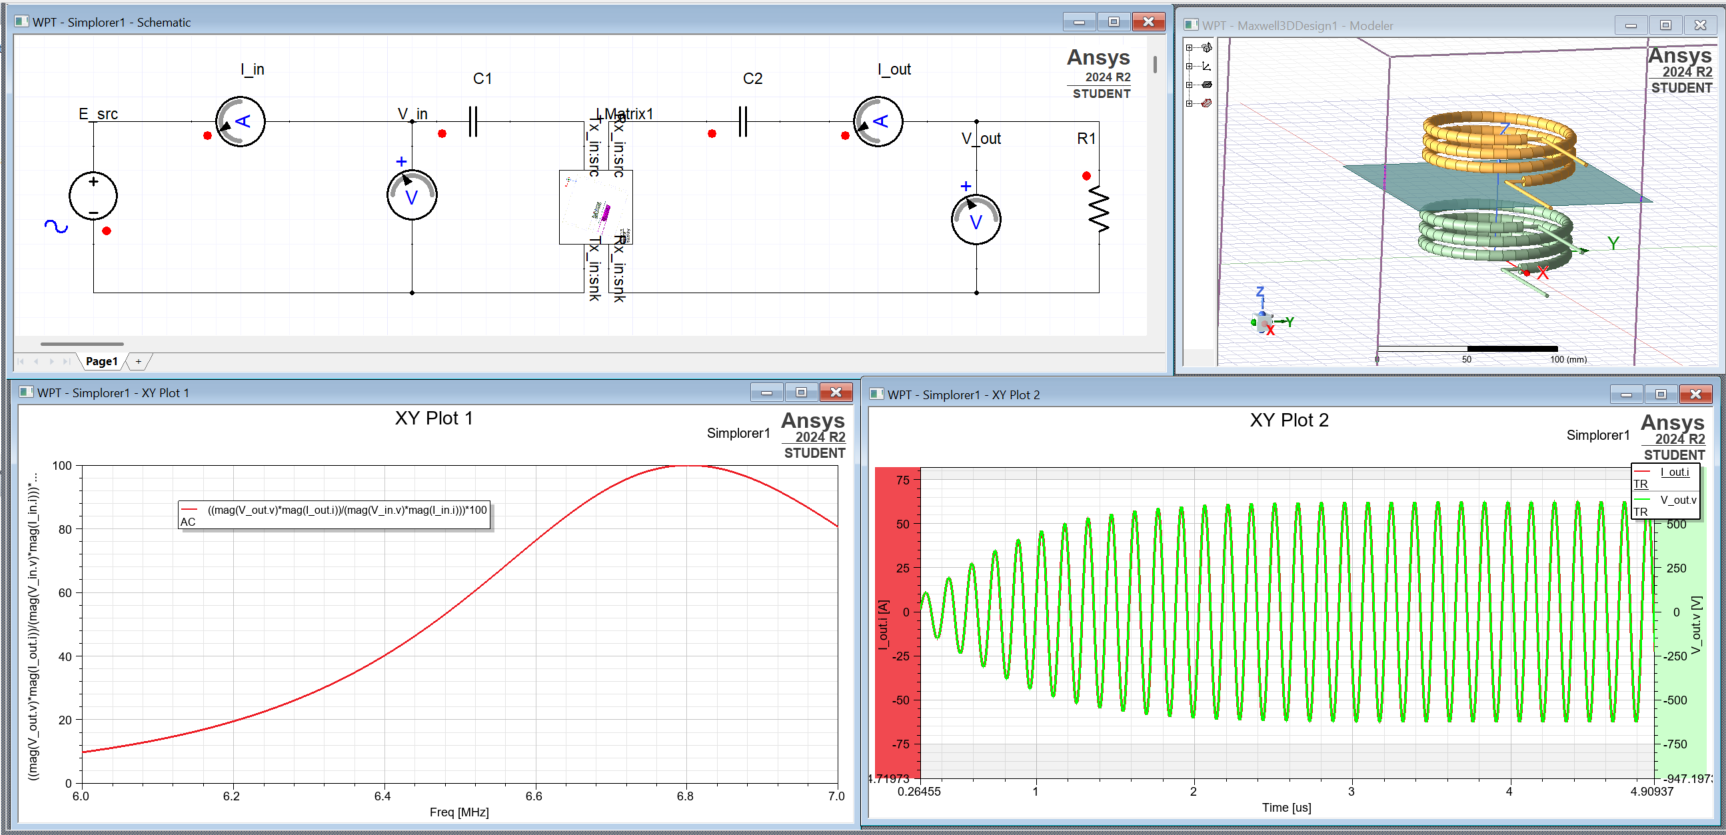 WPT - Simplorer1 - Schematic
Ansys
2024 R2
STUDENT
I_in
C1
C2
I_out
E_src
V_in
LMatrix1
V_out
R1
A
A
V
V
+
−
+
+
Tx_in:src
Rx_in:src
Tx_in:snk
Rx_in:snk
Page1
+
WPT - Maxwell3DDesign1 - Modeler
Ansys
2024 R2
STUDENT
Z
Y
X
Z
Y
X
0 50 100 (mm)
WPT - Simplorer1 - XY Plot 1
XY Plot 1
Simplorer1
Ansys
2024 R2
STUDENT
((mag(V_out.v)*mag(I_out.i))/(mag(V_in.v)*mag(I_in.i)))*...
100
80
60
40
20
0
((mag(V_out.v)*mag(I_out.i))/(mag(V_in.v)*mag(I_in.i)))*100
AC
6.0 6.2 6.4 6.6 6.8 7.0
Freq [MHz]
WPT - Simplorer1 - XY Plot 2
XY Plot 2
Simplorer1
Ansys
2024 R2
STUDENT
I_out.i
TR
V_out.v
TR
I_out.i [A]
75
50
25
0
-25
-50
-75
4.71973
500
250
0
-250
-500
-750
-947.197
V_out.v [V]
0.26455 1 2 3 4 4.90937
Time [us]